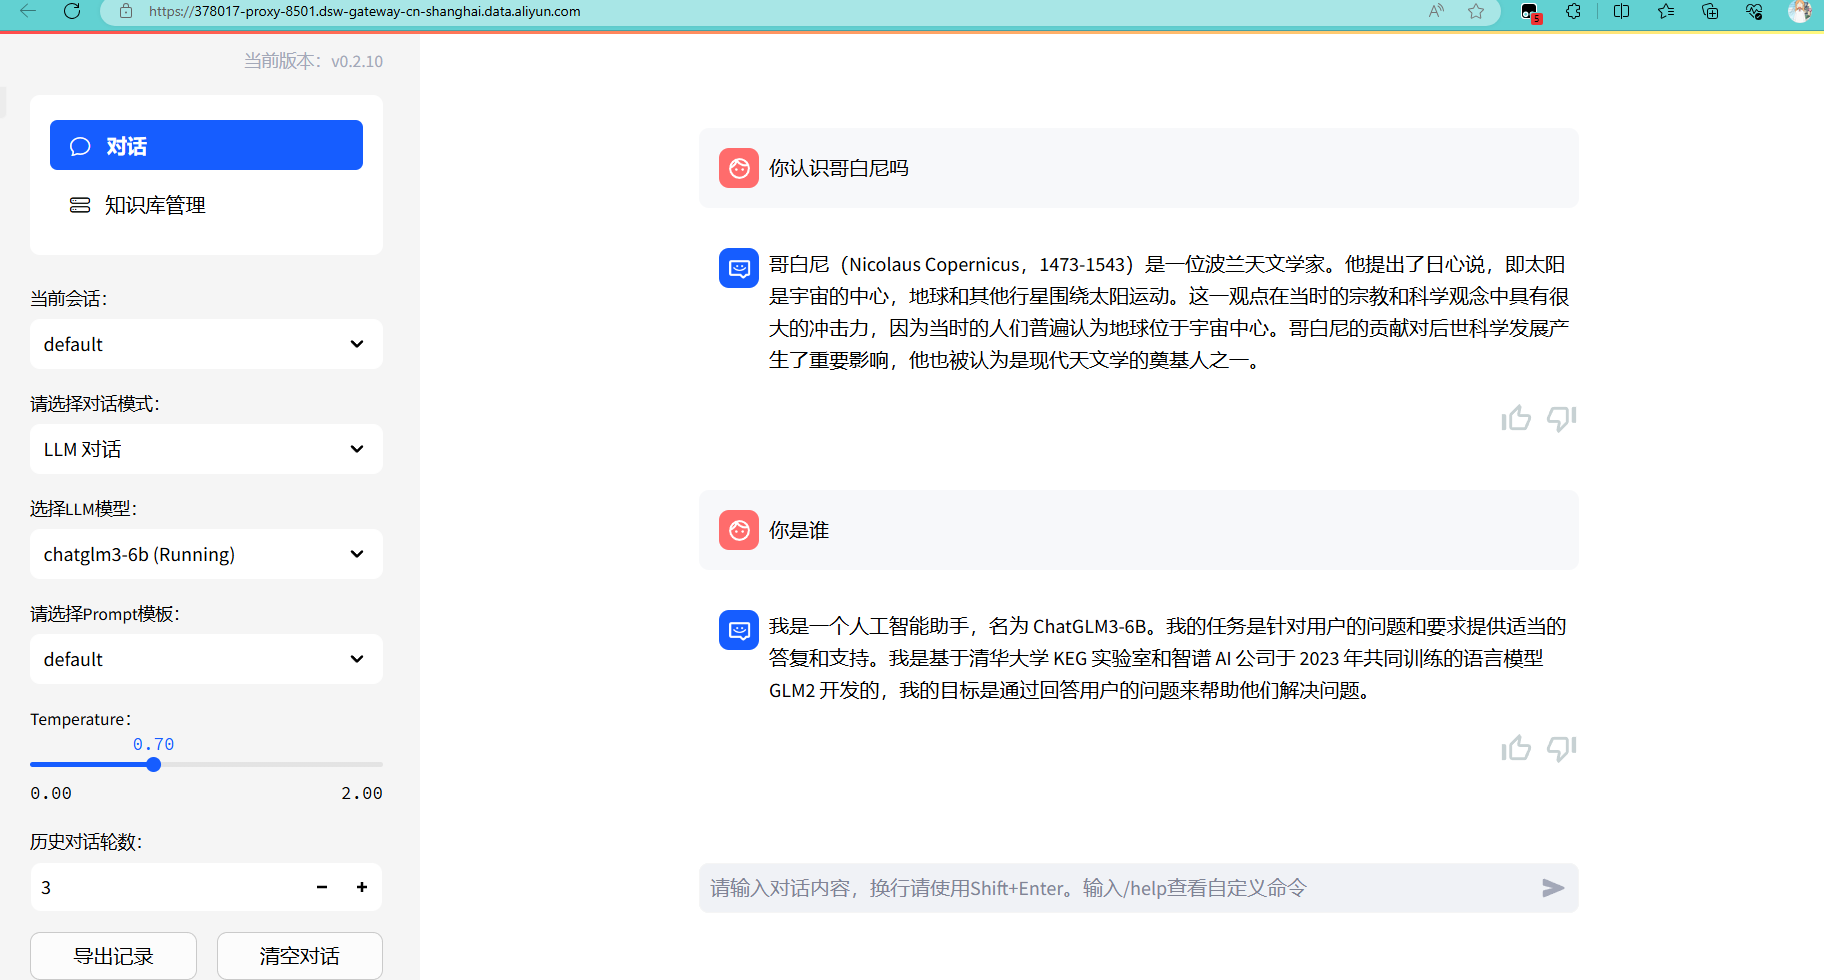 https://378017-proxy-8501.dsw-gateway-cn-shanghai.data.aliyun.com
5
当前版本：v0.2.10
对话
知识库管理
当前会话：
default
请选择对话模式：
LLM 对话
选择LLM模型：
chatglm3-6b (Running)
请选择Prompt模板：
default
Temperature：
0.70
0.00 2.00
历史对话轮数：
3
导出记录 清空对话
你认识哥白尼吗
哥白尼（Nicolaus Copernicus，1473-1543）是一位波兰天文学家。他提出了日心说，即太阳
是宇宙的中心，地球和其他行星围绕太阳运动。这一观点在当时的宗教和科学观念中具有很
大的冲击力，因为当时的人们普遍认为地球位于宇宙中心。哥白尼的贡献对后世科学发展产
生了重要影响，他也被认为是现代天文学的奠基人之一。
你是谁
我是一个人工智能助手，名为 ChatGLM3-6B。我的任务是针对用户的问题和要求提供适当的
答复和支持。我是基于清华大学 KEG 实验室和智谱 AI 公司于 2023 年共同训练的语言模型
GLM2 开发的，我的目标是通过回答用户的问题来帮助他们解决问题。
请输入对话内容，换行请使用Shift+Enter。输入/help查看自定义命令